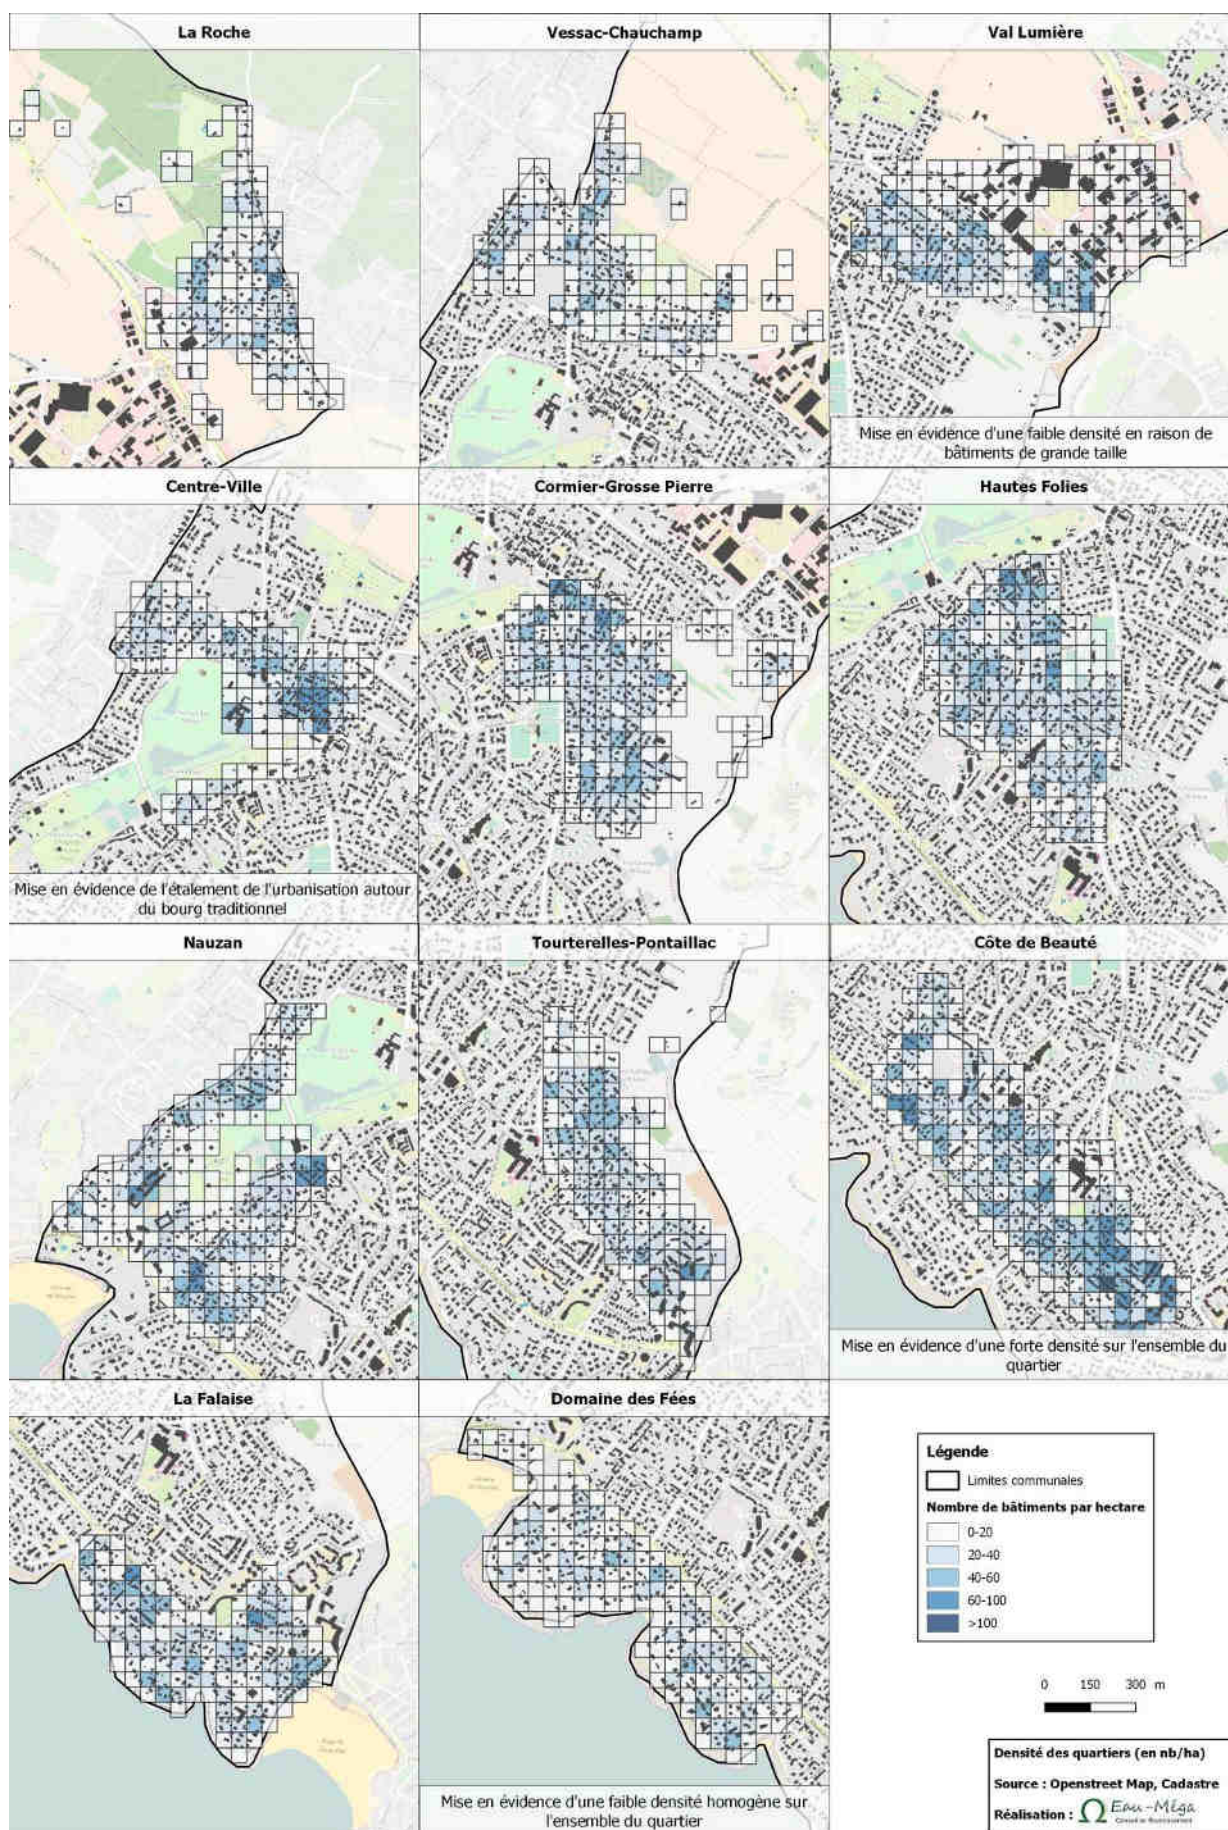 La Roche
Vessac-Chauchamp
Val Lumière
Mise en évidence d'une faible densité en raison de
bâtiments de grande taille
Centre-Ville
Cormier-Grosse Pierre
Hautes Folies
Mise en évidence de l'étalement de l'urbanisation autour
du bourg traditionnel
Nauzan
Tourterelles-Pontaillac
Côte de Beauté
Mise en évidence d'une forte densité sur l'ensemble du
quartier
La Falaise
Domaine des Fées
Mise en évidence d'une faible densité homogène sur
l'ensemble du quartier
Légende
Limites communales
Nombre de bâtiments par hectare
0-20
20-40
40-60
60-100
>100
0 150 300 m
Densité des quartiers (en nb/ha)
Source : Openstreet Map, Cadastre
Réalisation : Eau-Méga